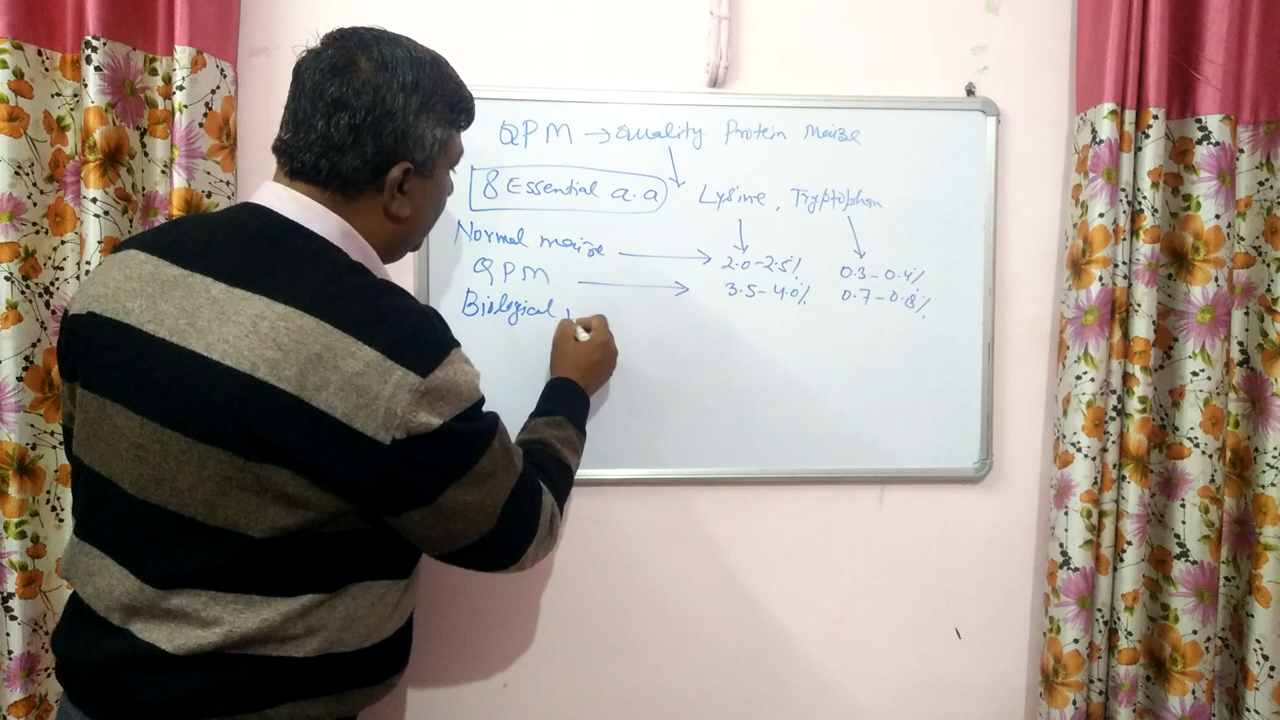 QPM → Quality Protein Maize
8 Essential a.a Lysine, Tryptophan
Normal maize → 2.0-2.5% 0.3-0.4%
QPM → 3.5-4.0% 0.7-0.8%
Biological